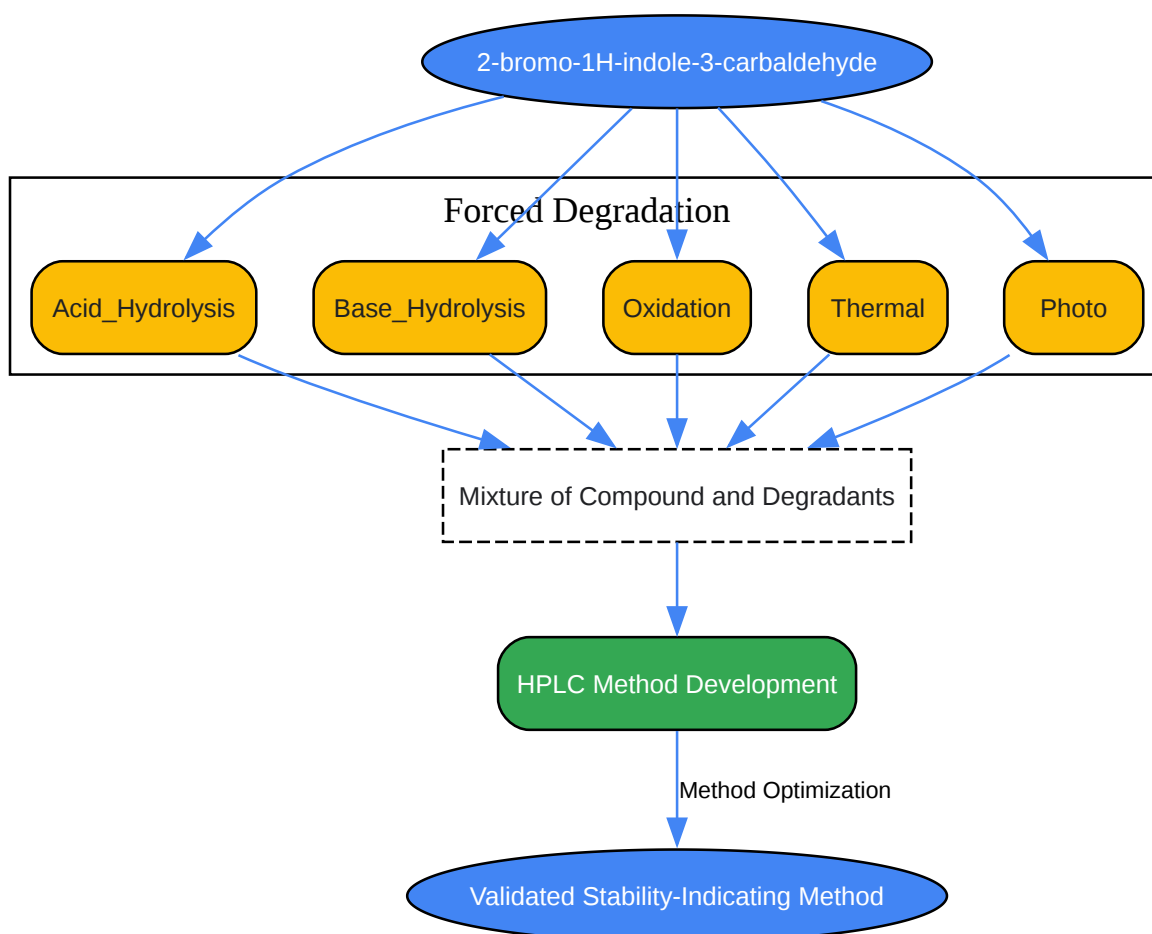 2-bromo-1H-indole-3-carbaldehyde
Forced Degradation
Acid_Hydrolysis
Base_Hydrolysis
Oxidation
Thermal
Photo
Mixture of Compound and Degradants
HPLC Method Development
Method Optimization
Validated Stability-Indicating Method